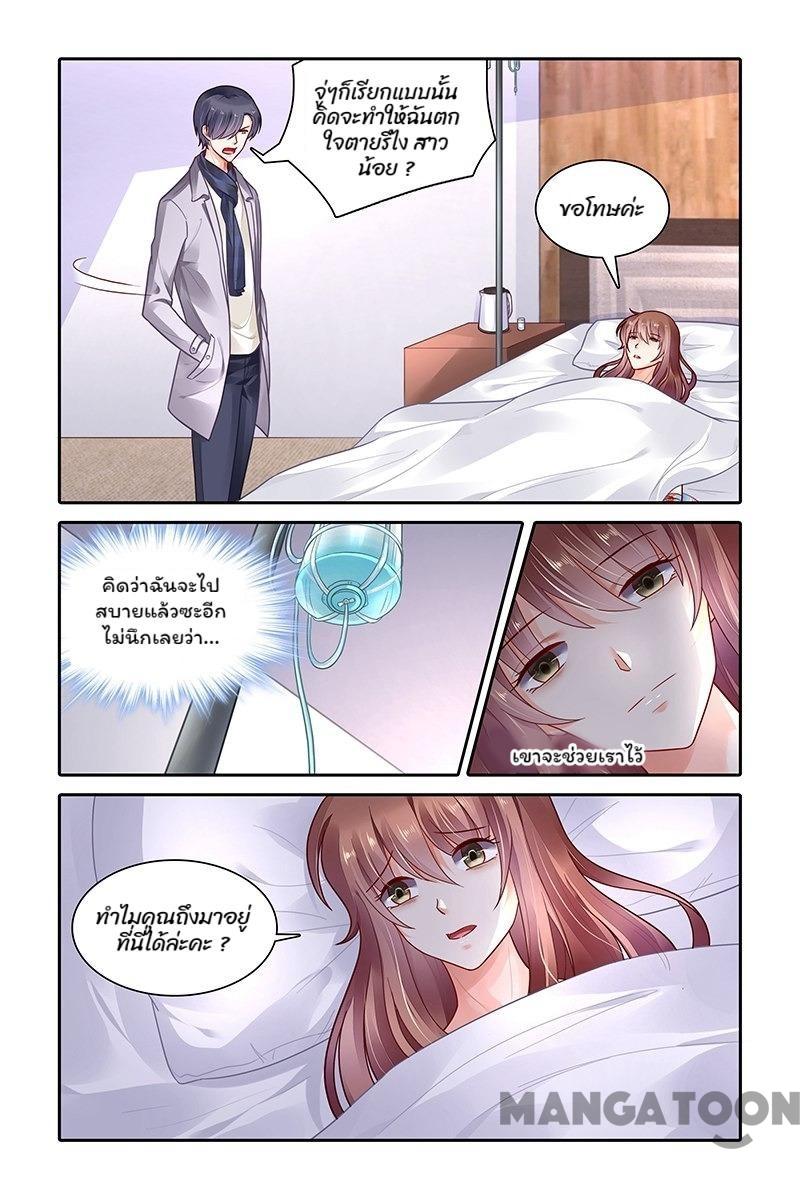 จู่ๆก็เรียกแบบนั้น
คิดจะทำให้ฉันตก
ใจตายรึไง สาว
น้อย ?
ขอโทษค่ะ
คิดว่าฉันจะไป
สบายแล้วซะอีก
ไม่นึกเลยว่า...
เขาจะช่วยเราไว้
ทำไมคุณถึงมาอยู่
ที่นี่ได้ล่ะคะ ?
MANGATOON